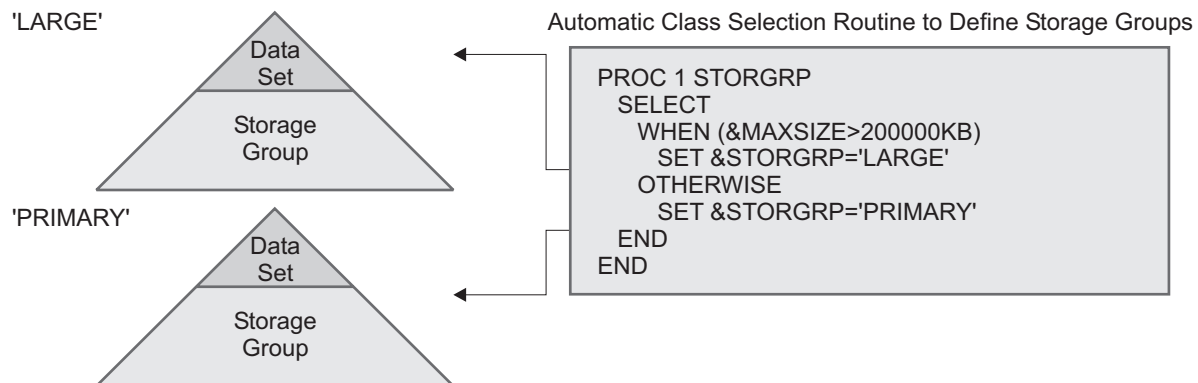 'LARGE'
Data
Set
Storage
Group
'PRIMARY'
Data
Set
Storage
Group
Automatic Class Selection Routine to Define Storage Groups
PROC 1 STORGRP
SELECT
WHEN (&MAXSIZE>200000KB)
SET &STORGRP='LARGE'
OTHERWISE
SET &STORGRP='PRIMARY'
END
END